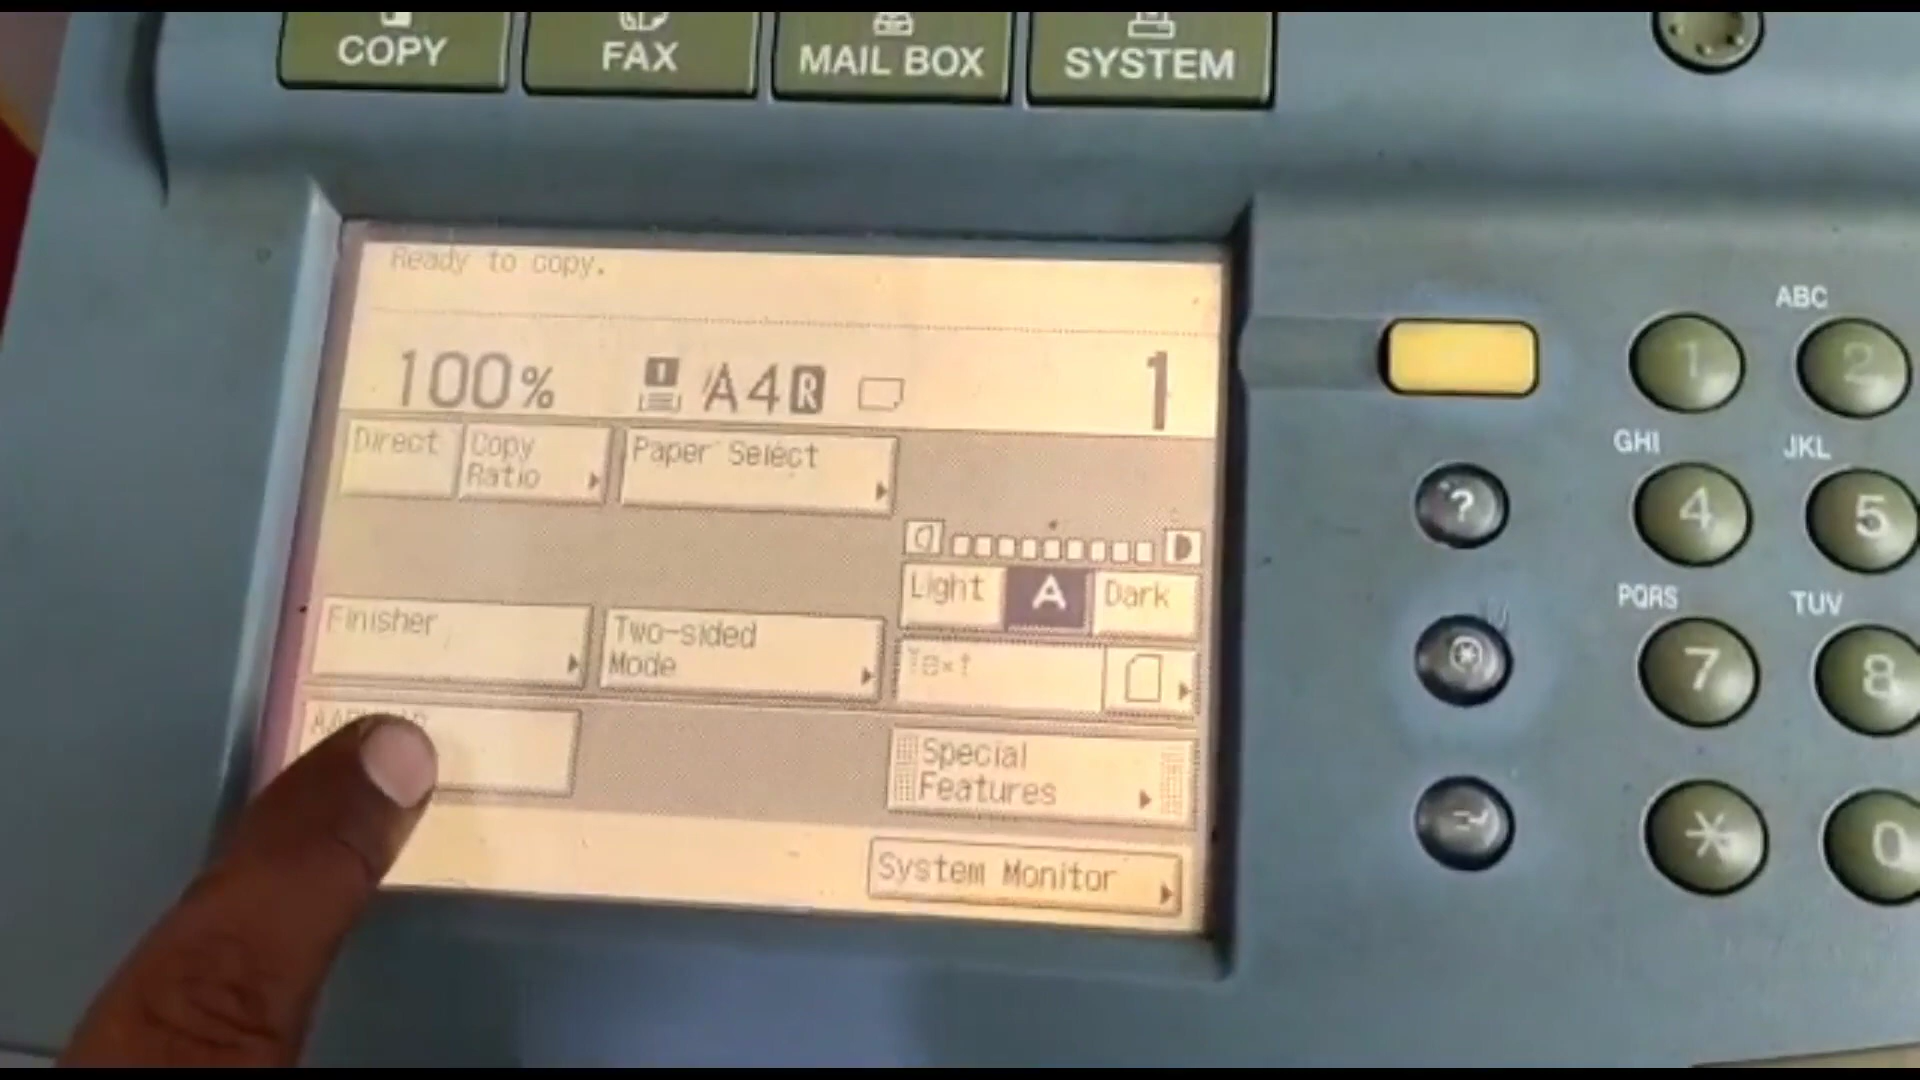 COPY FAX MAIL BOX SYSTEM
Ready to copy.
100% 1 A4R 1
Direct Copy Ratio Paper Select
Light A Dark
Finisher Two-sided Mode Text
Special Features
System Monitor
ABC
1 2
GHI JKL
? 4 5
PQRS TUV
7 8
* 0